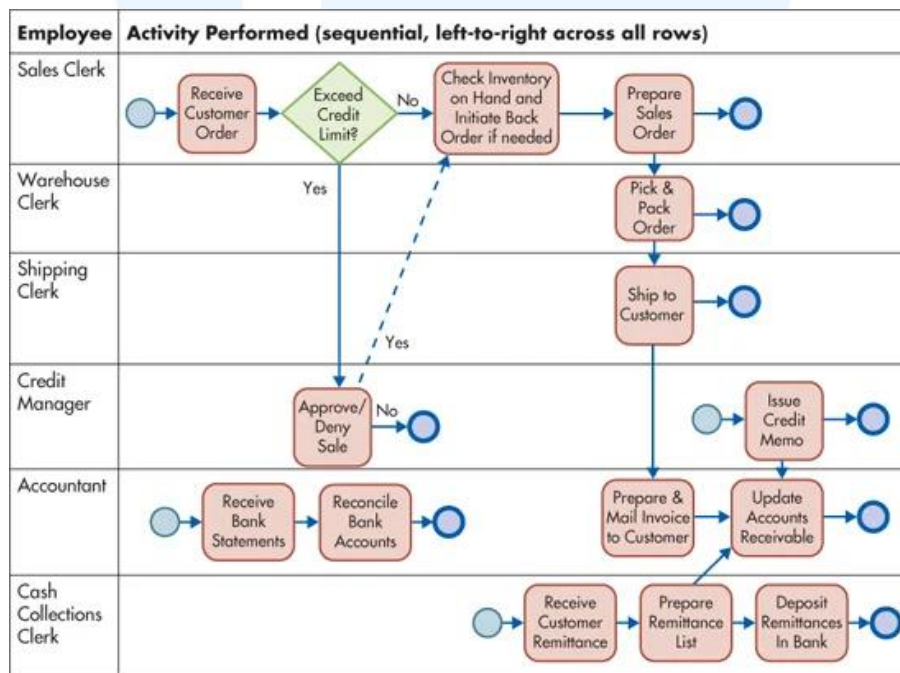 Employee
Activity Performed (sequential, left-to-right across all rows)
Sales Clerk
Receive
Customer
Order
Exceed
Credit
Limit?
No
Check Inventory
on Hand and
Initiate Back
Order if needed
Prepare
Sales
Order
Yes
Warehouse
Clerk
Pick &
Pack
Order
Shipping
Clerk
Ship to
Customer
Yes
Credit
Manager
Approve/
Deny
Sale
No
Issue
Credit
Memo
Accountant
Receive
Bank
Statements
Reconcile
Bank
Accounts
Prepare &
Mail Invoice
to Customer
Update
Accounts
Receivable
Cash
Collections
Clerk
Receive
Customer
Remittance
Prepare
Remittance
List
Deposit
Remittances
In Bank